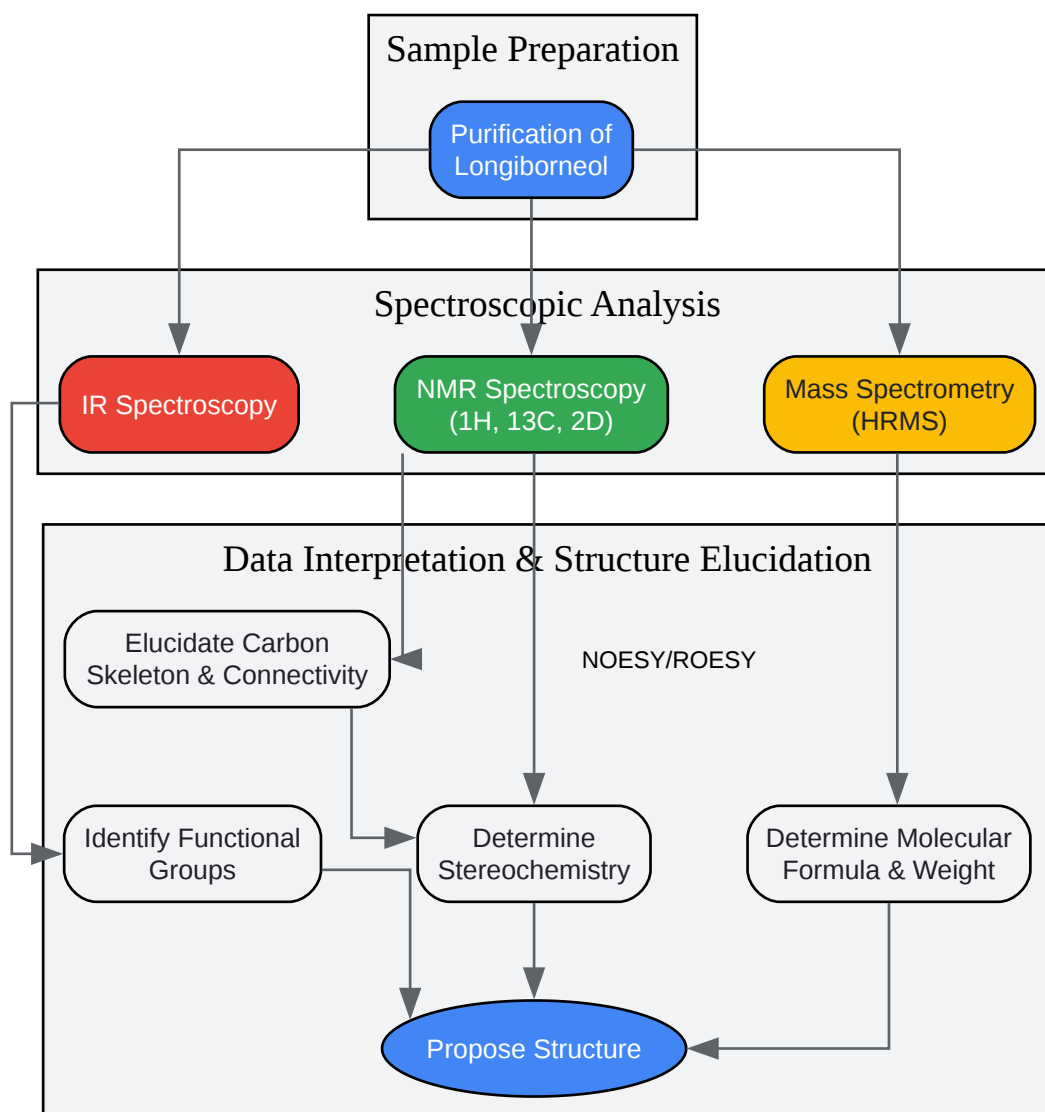 Sample Preparation
Purification of
Longiborneol
Spectroscopic Analysis
IR Spectroscopy
NMR Spectroscopy
(1H, 13C, 2D)
Mass Spectrometry
(HRMS)
Data Interpretation & Structure Elucidation
Elucidate Carbon
Skeleton & Connectivity
NOESY/ROESY
Identify Functional
Groups
Determine
Stereochemistry
Determine Molecular
Formula & Weight
Propose Structure